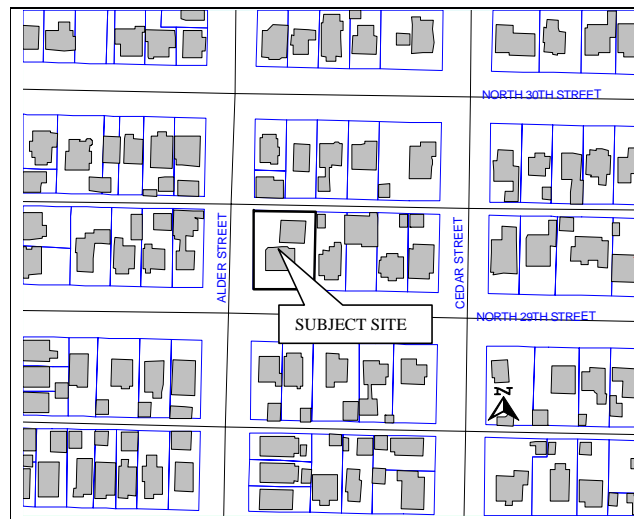 NORTH 30TH STREET
ALDER STREET
CEDAR STREET
SUBJECT SITE
NORTH 29TH STREET
N